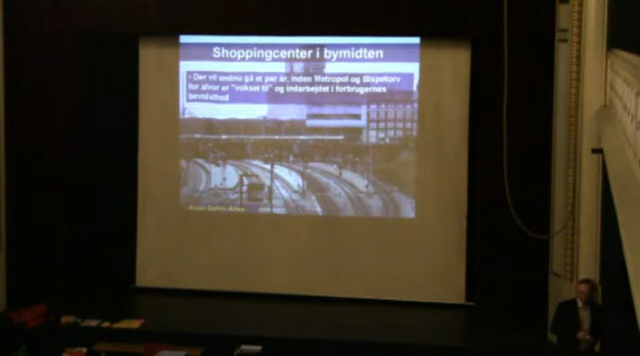 Shoppingcenter i bymidten
- Der vil endnu gå et par år, inden Metropol og Bispetorv
for alvor er "vokset til" og indarbejdet i forbrugernes
bevidsthed